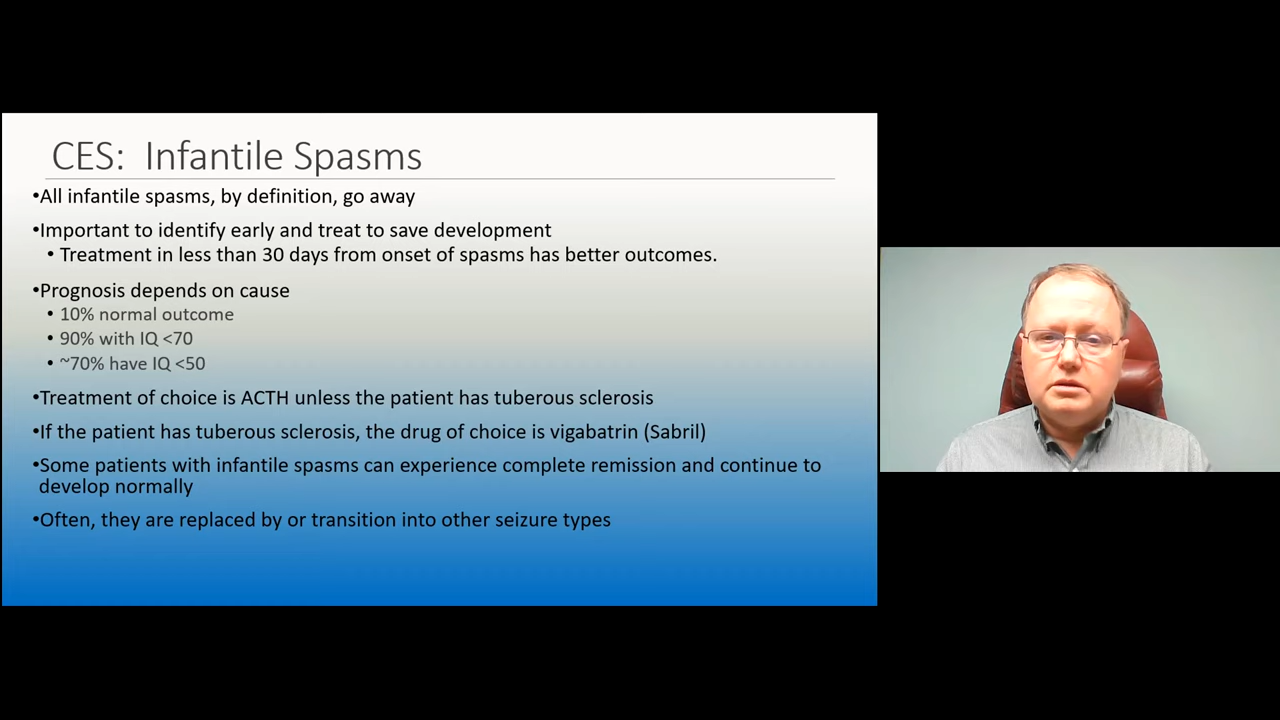 CES:  Infantile Spasms
•All infantile spasms, by definition, go away
•Important to identify early and treat to save development
• Treatment in less than 30 days from onset of spasms has better outcomes.
•Prognosis depends on cause
• 10% normal outcome
• 90% with IQ <70
• ~70% have IQ <50
•Treatment of choice is ACTH unless the patient has tuberous sclerosis
•If the patient has tuberous sclerosis, the drug of choice is vigabatrin (Sabril)
•Some patients with infantile spasms can experience complete remission and continue to
develop normally
•Often, they are replaced by or transition into other seizure types